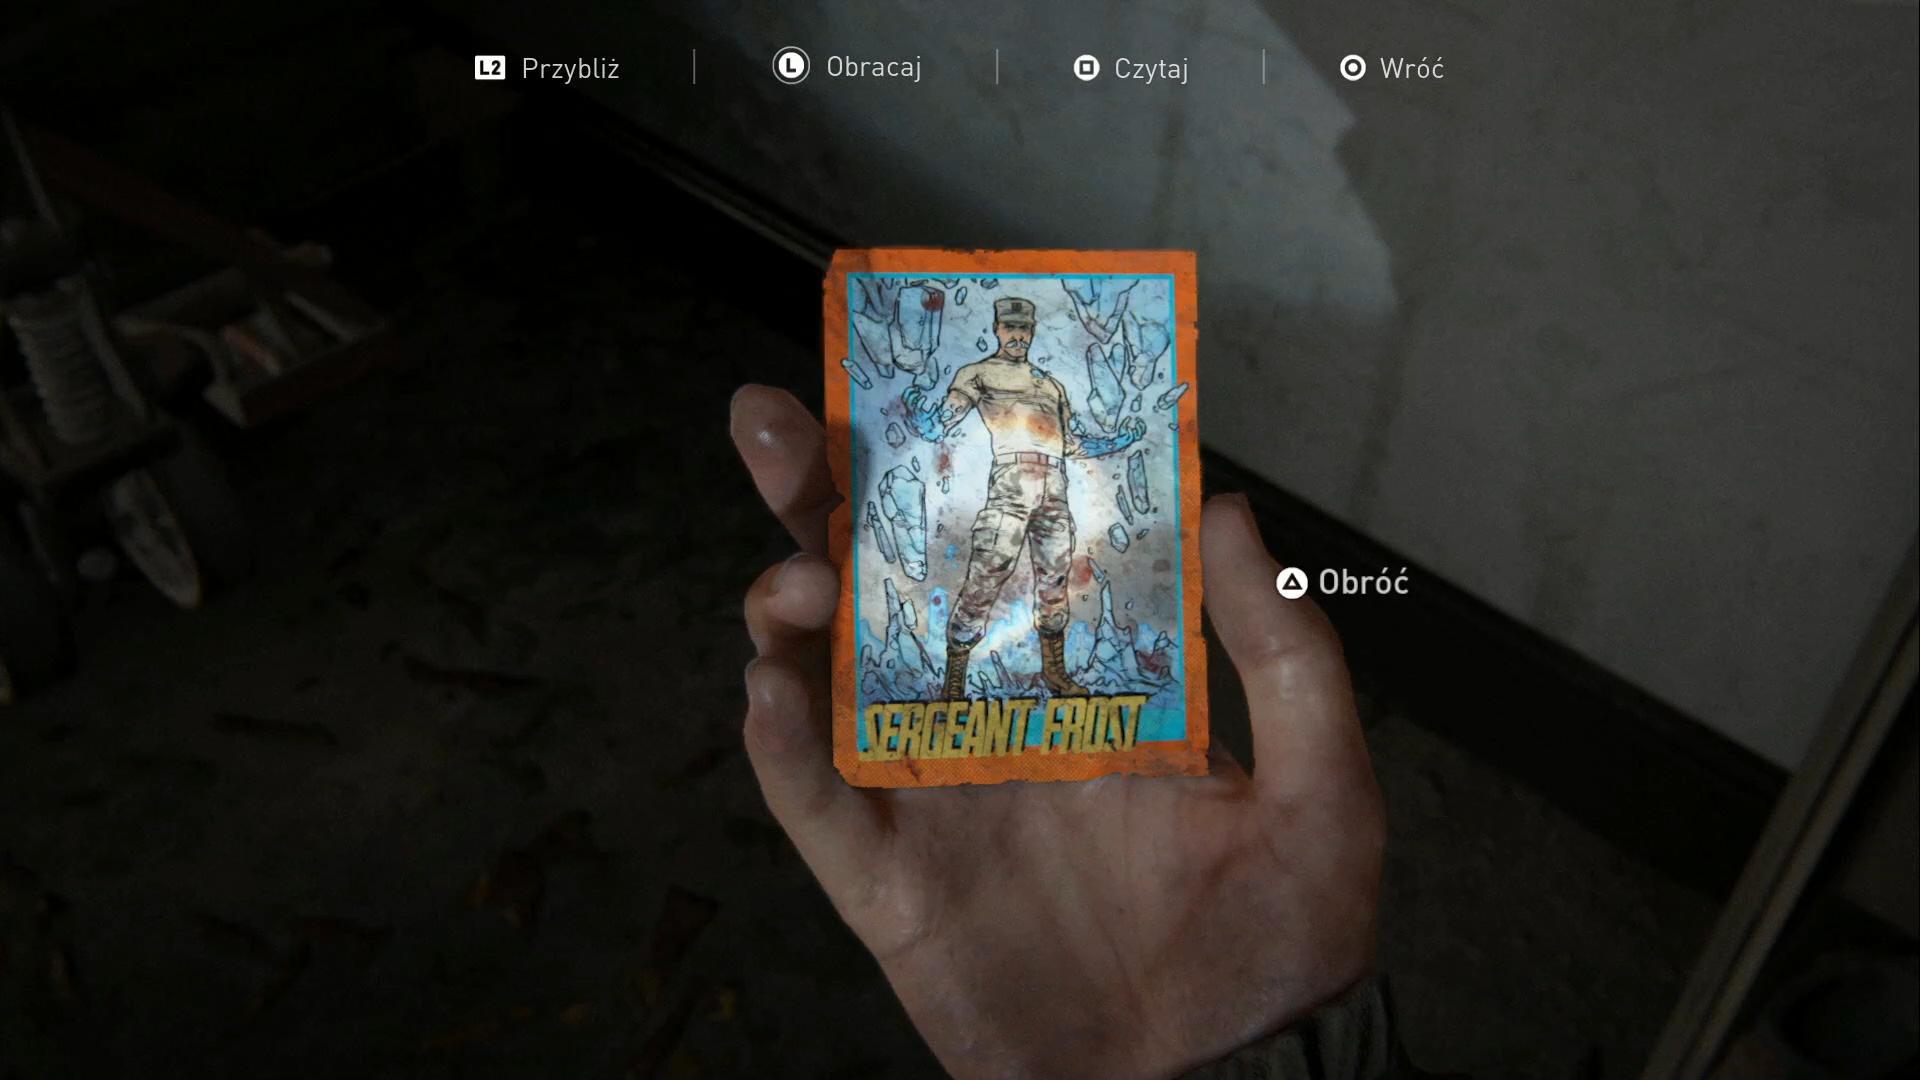 L2 Przybliż
L Obracaj
Czytaj
Wróć
Obróć
SERGEANT FROST